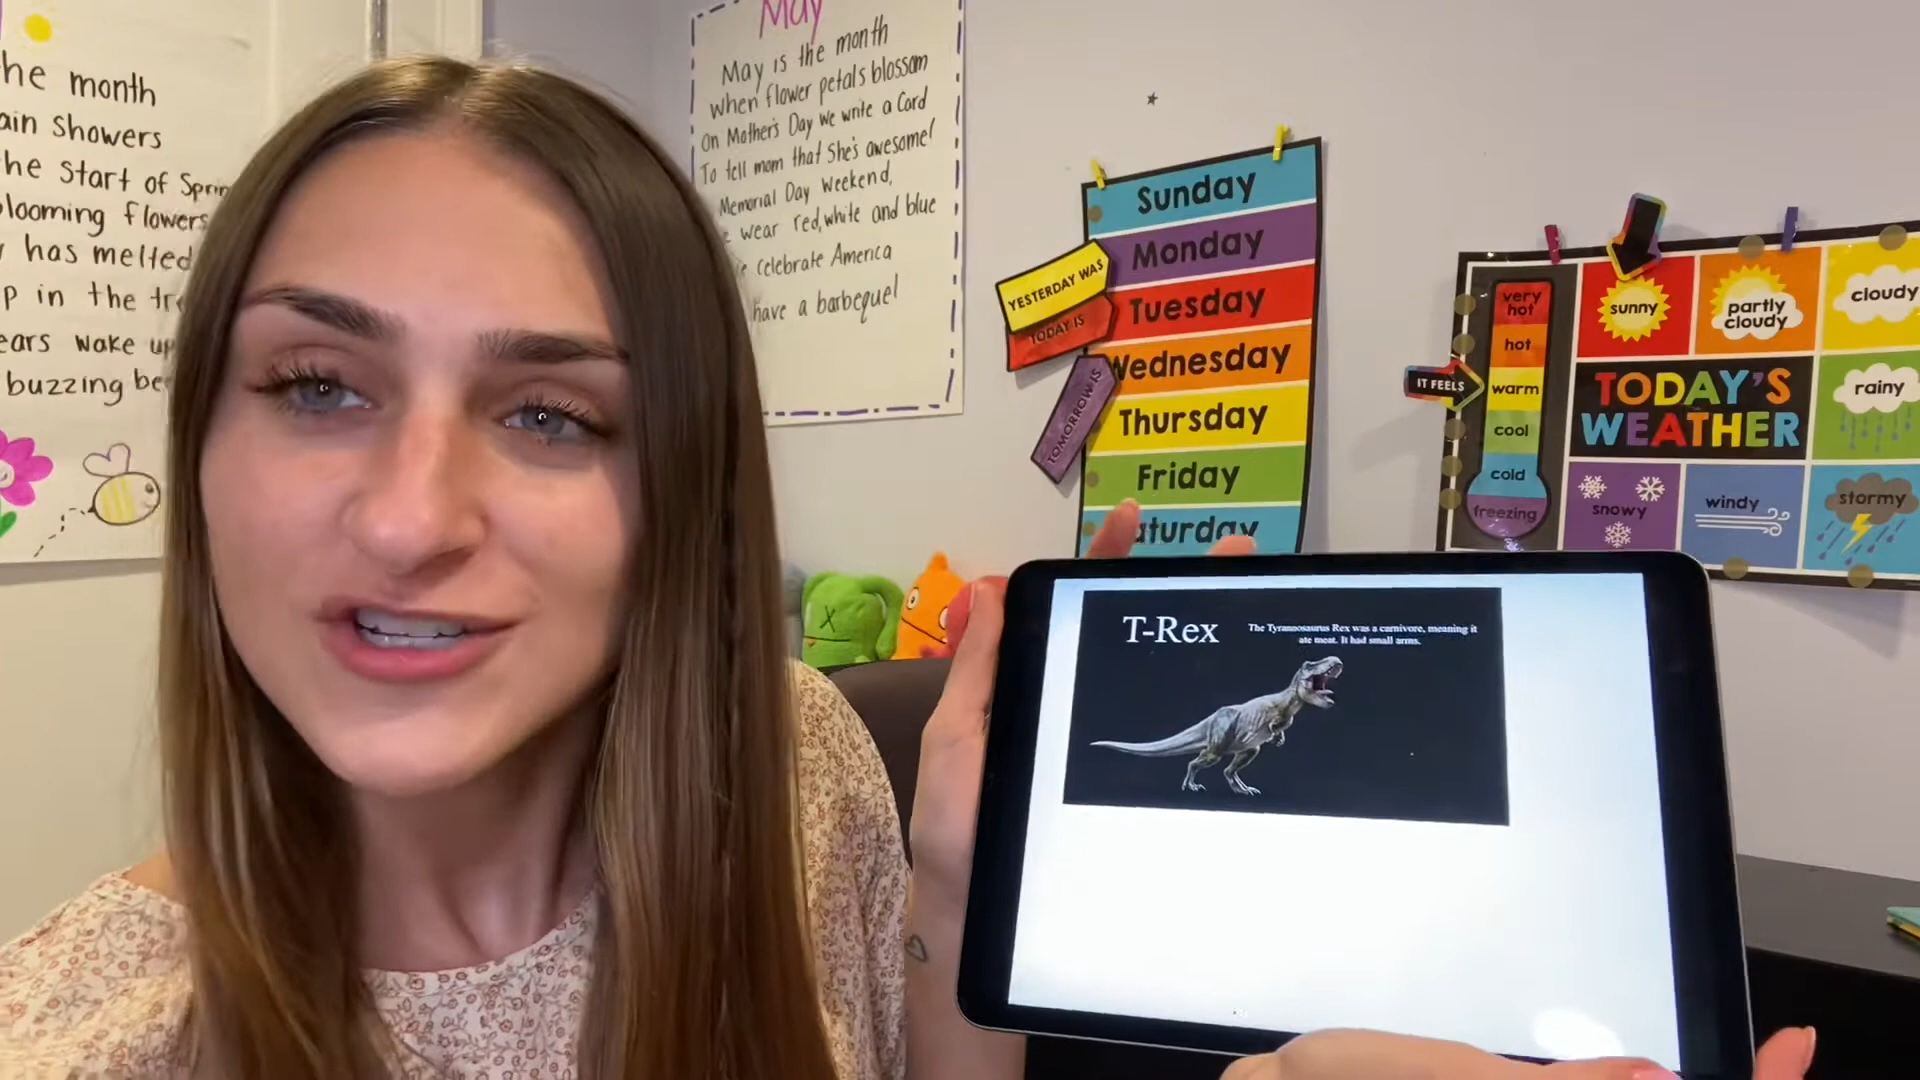 he month
ain Showers
he Start of Sprin
looming flowers
has melted
p in the tr
ears wake up
buzzing be
May
May is the month
when flower petals blossom
On Mother's Day we write a Card
To tell mom that She's awesome!
Memorial Day Weekend,
e wear red, white and blue
e Celebrate America
have a barbeque!
Sunday
Monday
Tuesday
Wednesday
Thursday
Friday
aturday
YESTERDAY WAS
TODAY IS
TOMORROW IS
IT FEELS
very
hot
hot
warm
cool
cold
freezing
sunny
partly
cloudy
cloudy
TODAY'S
WEATHER
rainy
snowy
windy
stormy
T-Rex
The Tyrannosaurus Rex was a carnivore, meaning it
ate meat. It had small arms.